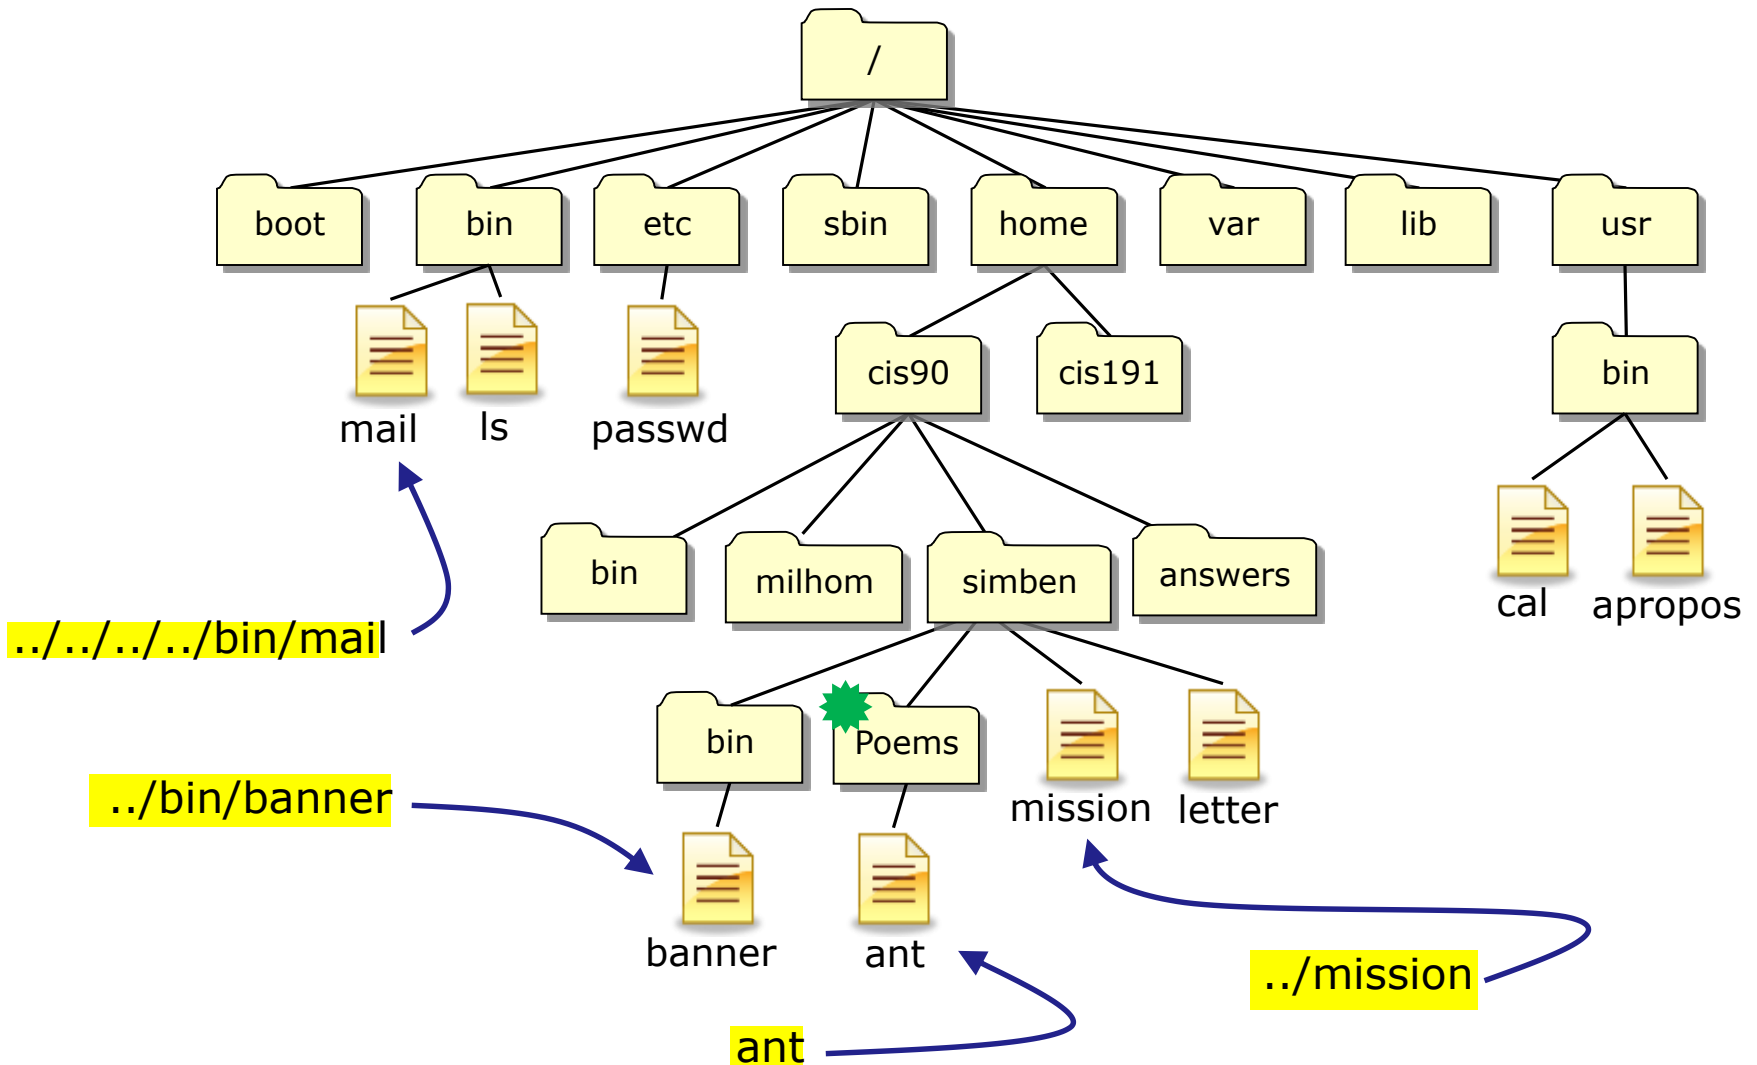 /
boot
bin
etc
sbin
home
var
lib
usr
mail
ls
passwd
cis90
cis191
bin
cal
apropos
bin
milhom
simben
answers
../../../../bin/mail
bin
Poems
mission
letter
../bin/banner
banner
ant
../mission
ant